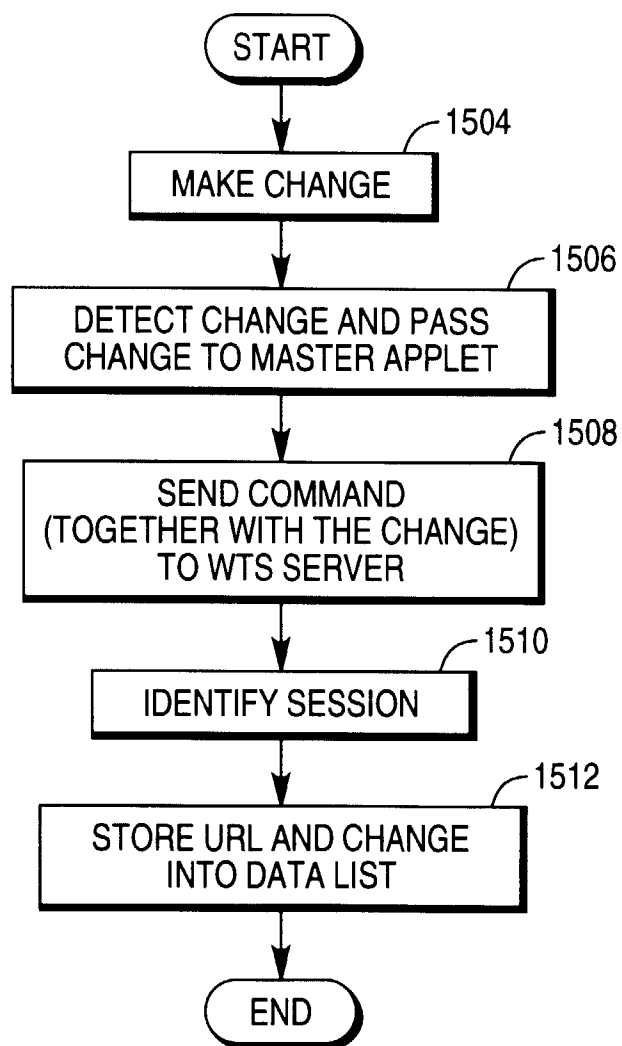 START
1504
MAKE CHANGE
1506
DETECT CHANGE AND PASS
CHANGE TO MASTER APPLET
1508
SEND COMMAND
(TOGETHER WITH THE CHANGE)
TO WTS SERVER
1510
IDENTIFY SESSION
1512
STORE URL AND CHANGE
INTO DATA LIST
END